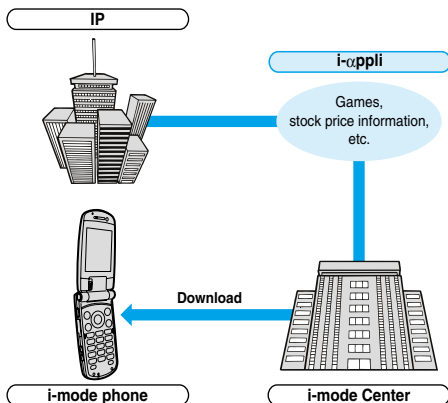 IP
i-αppli
Games,
stock price information,
etc.
Download
i-mode phone
i-mode Center